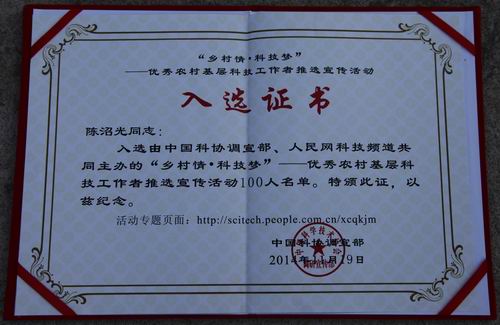 “乡村情·科技梦”
——优秀农村基层科技工作者推选宣传活动
入选证书
陈沼光同志：
入选由中国科协调宣部、人民网科技频道共
同主办的“乡村情·科技梦”——优秀农村基层科
技工作者推选宣传活动100人名单。特颁此证，以
兹纪念。
活动专题页面：http://scitech.people.com.cn/xcqkjm
中国科协调宣部
2014年11月19日